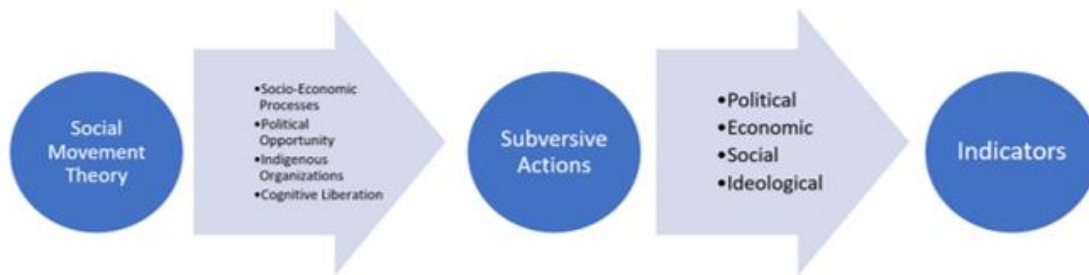 Social
Movement
Theory
•Socio-Economic
Processes
•Political
Opportunity
•Indigenous
Organizations
•Cognitive Liberation
Subversive
Actions
•Political
•Economic
•Social
•Ideological
Indicators